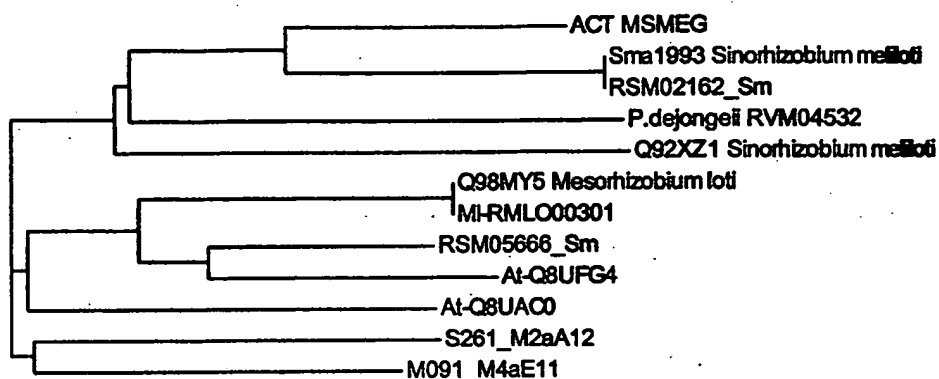 ACT MSMEG
Sma1993 Sinorhizobium meliloti
RSM02162_Sm
P.dejongeii RVM04532
Q92XZ1 Sinorhizobium meliloti
Q98MY5 Mesorhizobium loti
Ml-RMLO00301
RSM05666_Sm
At-Q8UFG4
At-Q8UAC0
S261_M2aA12
M091 M4aE11